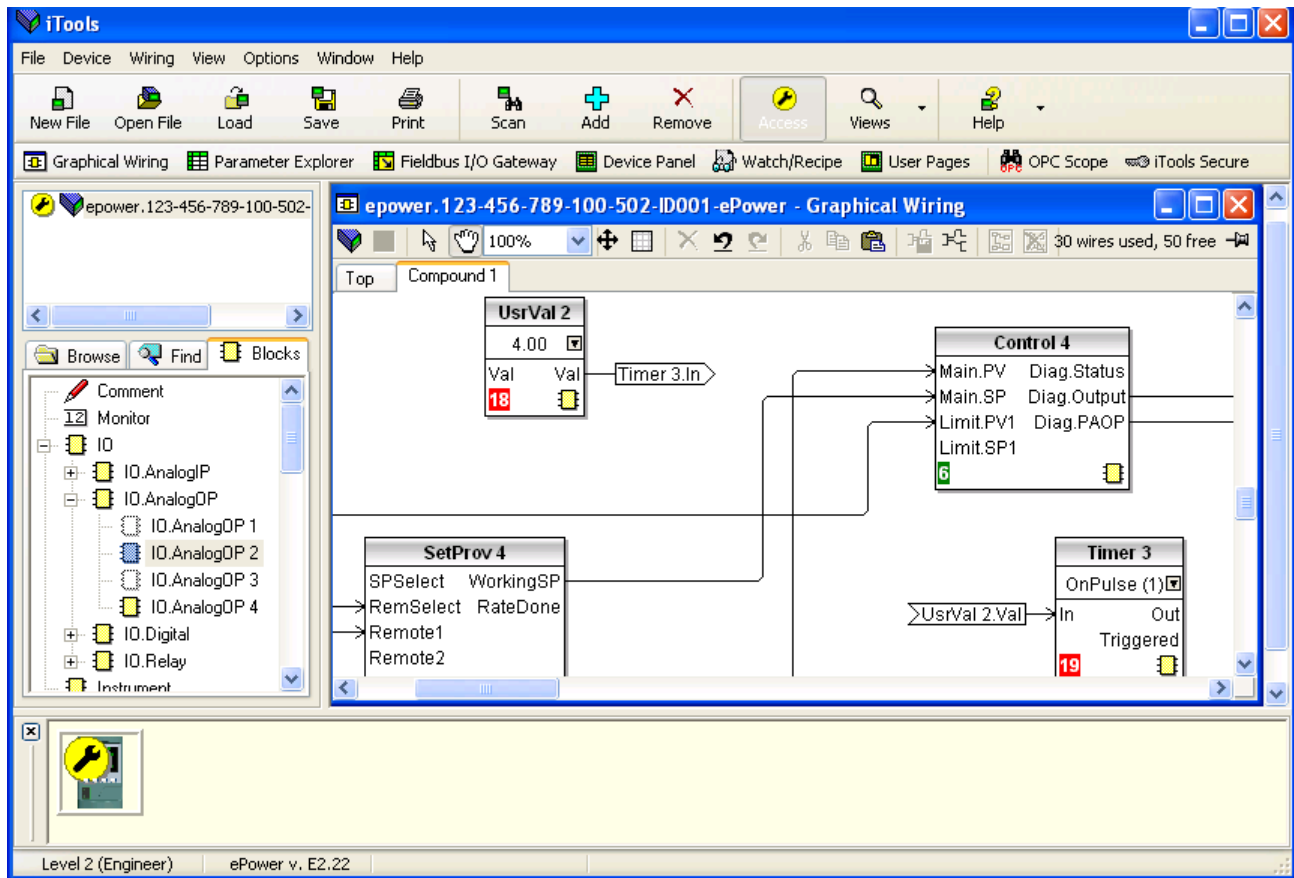 iTools
File Device Wiring View Options Window Help
New File Open File Load Save Print Scan Add Remove Access Views Help
Graphical Wiring Parameter Explorer Fieldbus I/O Gateway Device Panel Watch/Recipe User Pages OPC OPC Scope iTools Secure
epower.123-456-789-100-502-
Browse Find Blocks
Comment
12 Monitor
IO
IO.AnalogIP
IO.AnalogOP
IO.AnalogOP 1
IO.AnalogOP 2
IO.AnalogOP 3
IO.AnalogOP 4
IO.Digital
IO.Relay
Instrument
epower.123-456-789-100-502-ID001-ePower - Graphical Wiring
100% 30 wires used, 50 free
Top Compound 1
UsrVal 2
4.00
Val Val
18
Timer 3.In
Control 4
Main.PV Diag.Status
Main.SP Diag.Output
Limit.PV1 Diag.PAOP
Limit.SP1
6
SetProv 4
SPSelect WorkingSP
RemSelect RateDone
Remote1
Remote2
UsrVal 2.Val
Timer 3
OnPulse (1)
In Out
Triggered
19
Level 2 (Engineer) ePower v. E2.22